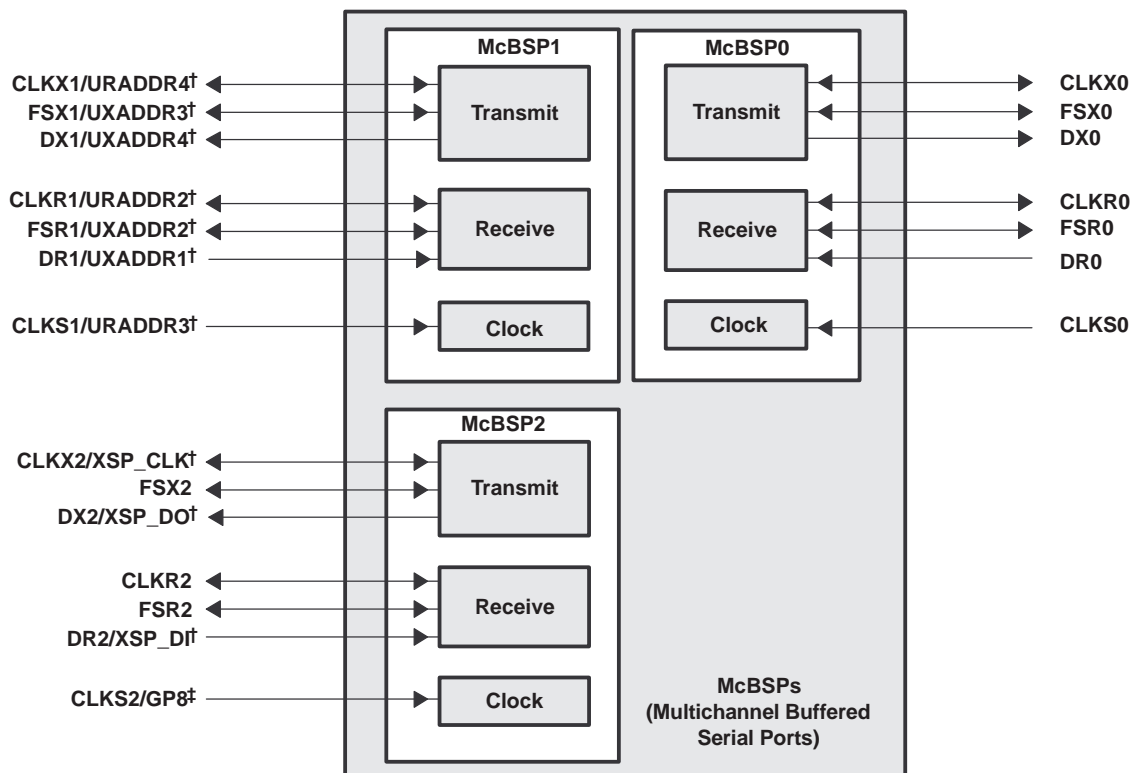 McBSP1
McBSP0
CLKX1/URADDR4†
FSX1/UXADDR3†
DX1/UXADDR4†
Transmit
Transmit
CLKX0
FSX0
DX0
CLKR1/URADDR2†
FSR1/UXADDR2†
DR1/UXADDR1†
Receive
Receive
CLKR0
FSR0
DR0
CLKS1/URADDR3†
Clock
Clock
CLKS0
McBSP2
CLKX2/XSP_CLK†
FSX2
DX2/XSP_DO†
Transmit
CLKR2
FSR2
DR2/XSP_DI†
Receive
CLKS2/GP8‡
Clock
McBSPs
(Multichannel Buffered
Serial Ports)